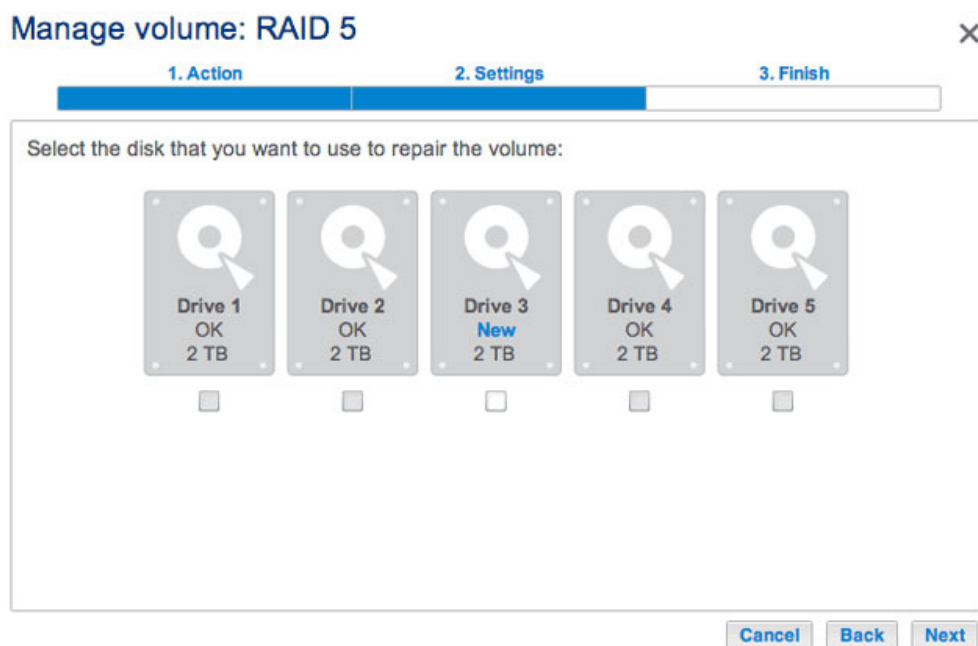 Manage volume: RAID 5
1. Action 2. Settings 3. Finish
Select the disk that you want to use to repair the volume:
Drive 1 Drive 2 Drive 3 Drive 4 Drive 5
OK OK New OK OK
2 TB 2 TB 2 TB 2 TB 2 TB
Cancel Back Next